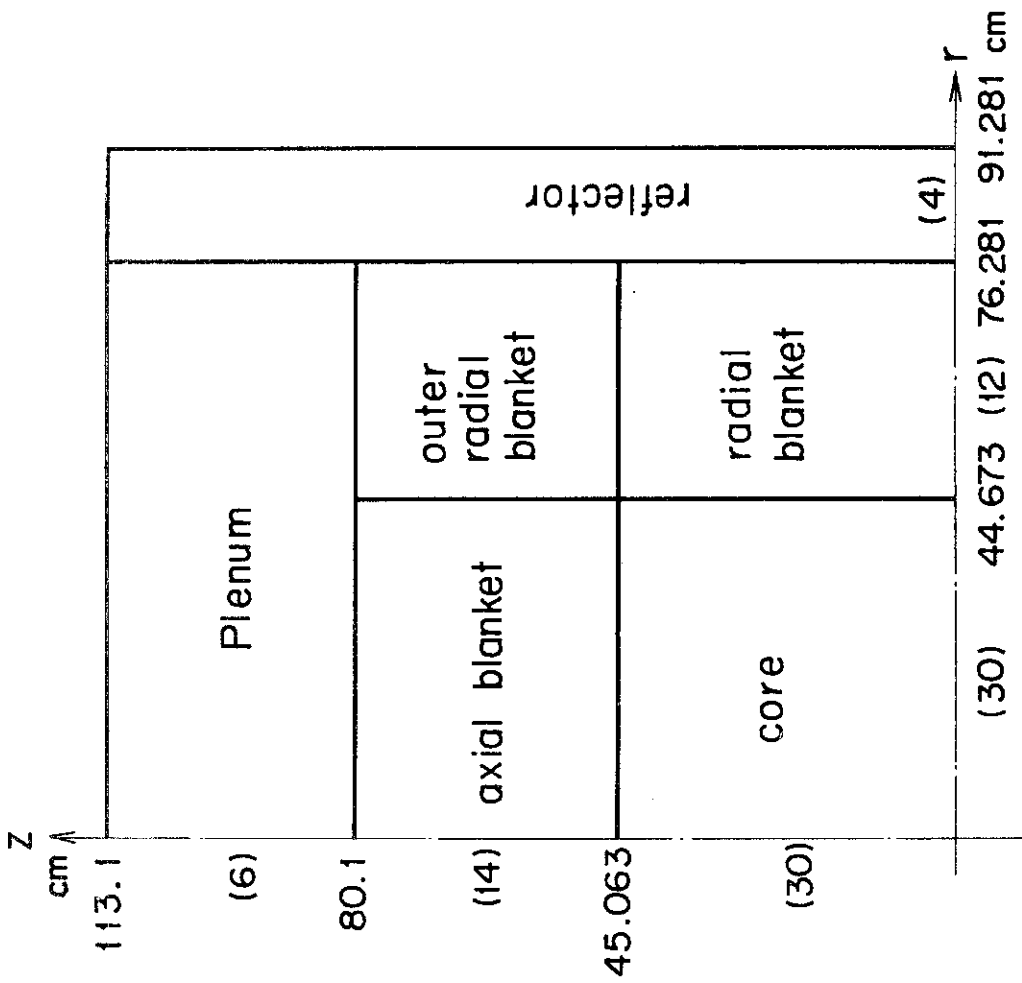 z
cm
113.1
(6)
80.1
(14)
45.063
(30)
Plenum
axial blanket
outer
radial
blanket
core
radial
blanket
reflector
(4)
r
(30) 44.673 (12) 76.281 91.281 cm